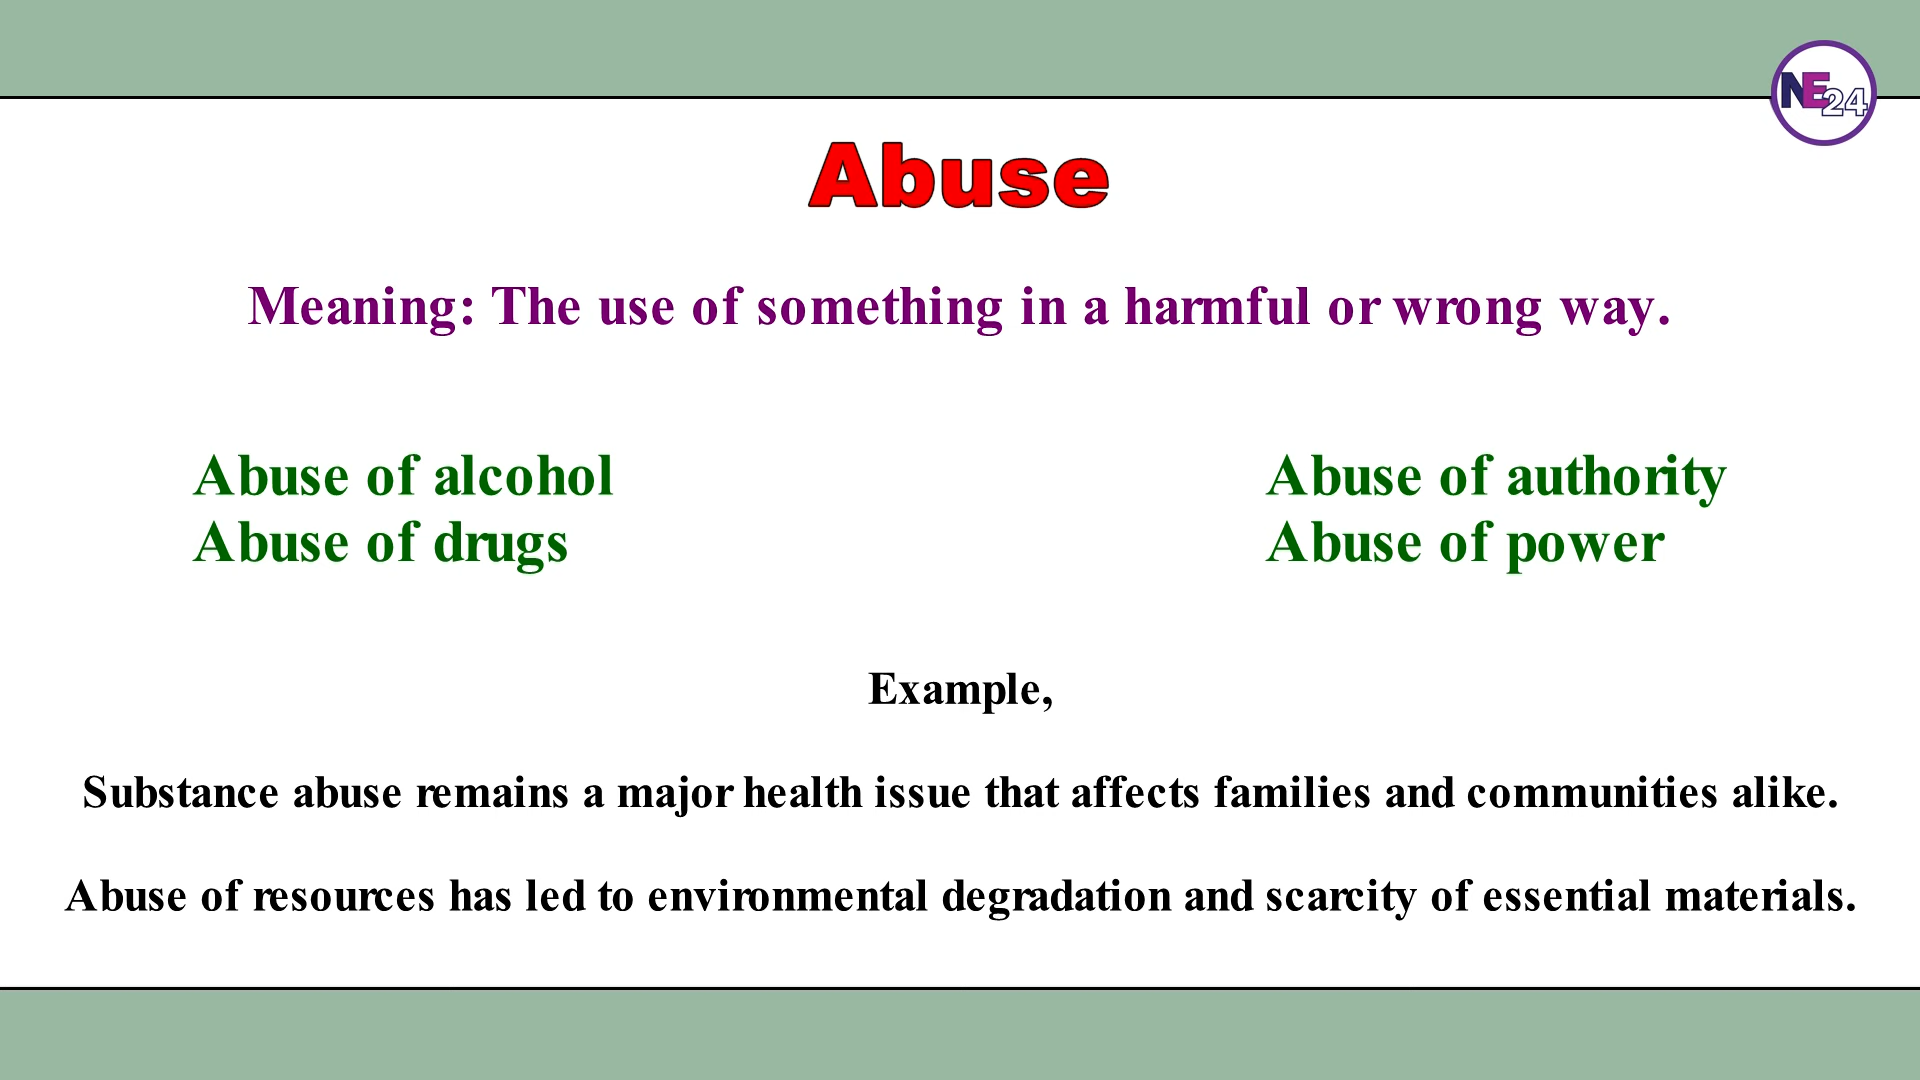 NE24
Abuse
Meaning: The use of something in a harmful or wrong way.
Abuse of alcohol
Abuse of drugs
Abuse of authority
Abuse of power
Example,
Substance abuse remains a major health issue that affects families and communities alike.
Abuse of resources has led to environmental degradation and scarcity of essential materials.